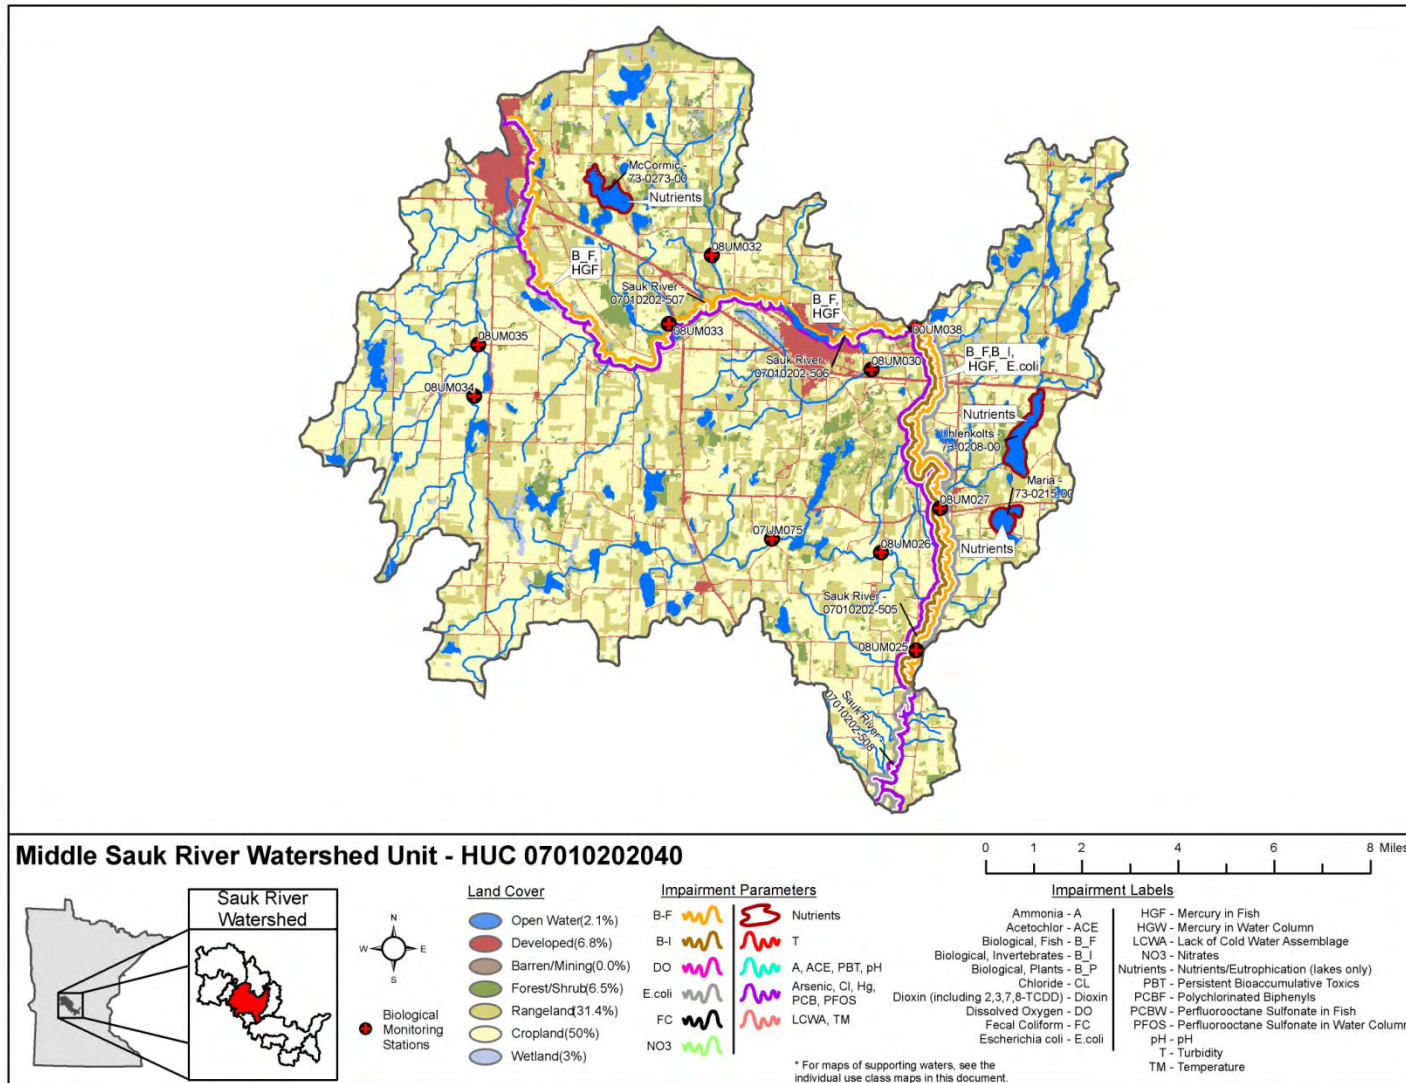 McCormic -
73-0273-00
Nutrients
08UM032
B_F,
HGF
Sauk River -
07010202-507
B_F,
HGF
08UM033
00UM038
08UM035
Sauk River -
07010202-506
08UM030
B_F,B_I,
HGF, E.coli
08UM034
Nutrients
Uhlenkolts -
73-0208-00
Maria -
73-0215-00
08UM027
07UM075
08UM026
Nutrients
Sauk River -
07010202-505
08UM025
Sauk River -
07010202-508
Middle Sauk River Watershed Unit - HUC 07010202040
0 1 2 4 6 8 Miles
Sauk River
Watershed
N
W E
S
Biological
Monitoring
Stations
Land Cover
Open Water(2.1%)
Developed(6.8%)
Barren/Mining(0.0%)
Forest/Shrub(6.5%)
Rangeland(31.4%)
Cropland(50%)
Wetland(3%)
Impairment Parameters
B-F
B-I
DO
E.coli
FC
NO3
Nutrients
T
A, ACE, PBT, pH
Arsenic, Cl, Hg,
PCB, PFOS
LCWA, TM
* For maps of supporting waters, see the
individual use class maps in this document.
Impairment Labels
Ammonia - A
Acetochlor - ACE
Biological, Fish - B_F
Biological, Invertebrates - B_I
Biological, Plants - B_P
Chloride - CL
Dioxin (including 2,3,7,8-TCDD) - Dioxin
Dissolved Oxygen - DO
Fecal Coliform - FC
Escherichia coli - E.coli
HGF - Mercury in Fish
HGW - Mercury in Water Column
LCWA - Lack of Cold Water Assemblage
NO3 - Nitrates
Nutrients - Nutrients/Eutrophication (lakes only)
PBT - Persistent Bioaccumulative Toxics
PCBF - Polychlorinated Biphenyls
PCBW - Perfluorooctane Sulfonate in Fish
PFOS - Perfluorooctane Sulfonate in Water Column
pH - pH
T - Turbidity
TM - Temperature